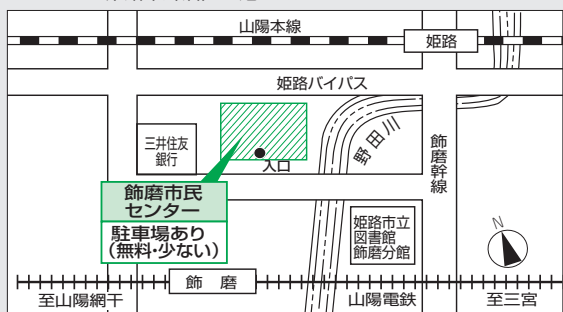 山陽本線
姫路
姫路バイパス
三井住友
銀行
入口
野田川
飾磨幹線
飾磨市民
センター
駐車場あり
(無料・少ない)
姫路市立
図書館
飾磨分館
N
飾磨
至山陽網干
山陽電鉄
至三宮